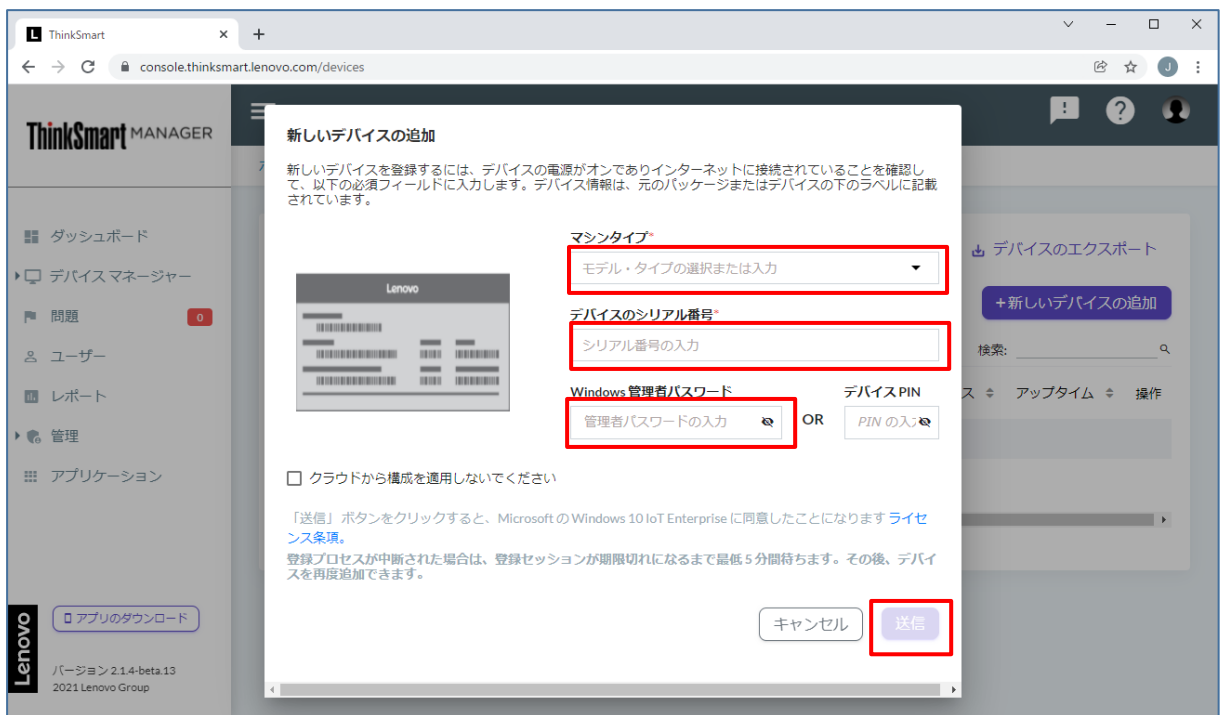 ThinkSmart
console.thinksmart.lenovo.com/devices
J
ThinkSmart MANAGER
ダッシュボード
デバイス マネージャー
問題
0
ユーザー
レポート
管理
アプリケーション
アプリのダウンロード
Lenovo
バージョン 2.1.4-beta.13
2021 Lenovo Group
新しいデバイスの追加
新しいデバイスを登録するには、デバイスの電源がオンでありインターネットに接続されていることを確認し
て、以下の必須フィールドに入力します。デバイス情報は、元のパッケージまたはデバイスの下のラベルに記載
されています。
Lenovo
マシンタイプ*
モデル・タイプの選択または入力
デバイスのシリアル番号*
シリアル番号の入力
Windows 管理者パスワード
管理者パスワードの入力
OR
デバイス PIN
PIN の入
クラウドから構成を適用しないでください
「送信」ボタンをクリックすると、Microsoft の Windows 10 IoT Enterprise に同意したことになります ライセ
ンス条項。
登録プロセスが中断された場合は、登録セッションが期限切れになるまで最低 5 分間待ちます。その後、デバイ
スを再度追加できます。
キャンセル
送信
デバイスのエクスポート
+新しいデバイスの追加
検索:
ス
アップタイム
操作